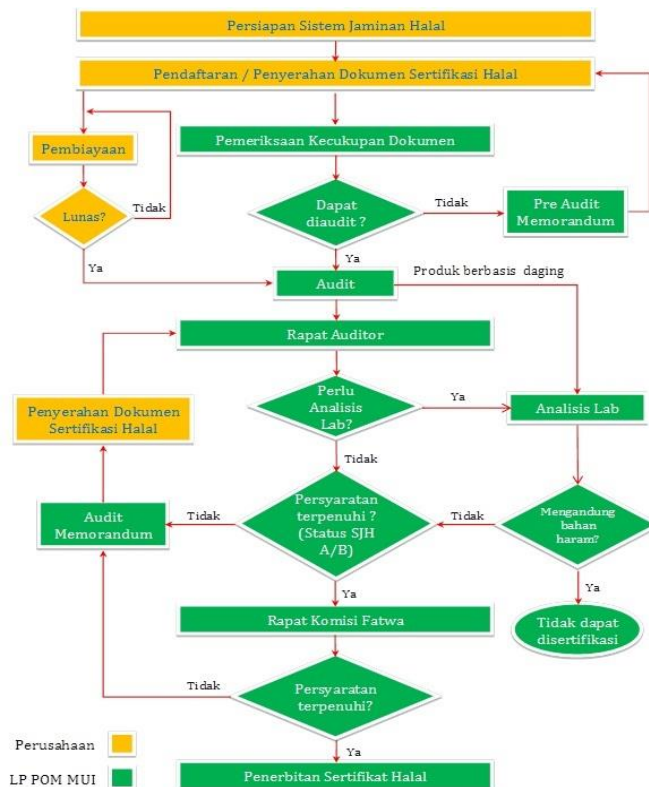 Persiapan Sistem Jaminan Halal
Pendaftaran / Penyerahan Dokumen Sertifikasi Halal
Pembiayaan
Pemeriksaan Kecukupan Dokumen
Lunas?
Tidak
Dapat
diaudit ?
Tidak
Pre Audit
Memorandum
Ya
Ya
Audit
Produk berbasis daging
Rapat Auditor
Penyerahan Dokumen
Sertifikasi Halal
Perlu
Analisis
Lab?
Ya
Analisis Lab
Tidak
Audit
Memorandum
Tidak
Persyaratan
terpenuhi ?
(Status SJH
A/B)
Tidak
Mengandung
bahan
haram?
Ya
Ya
Tidak dapat
disertifikasi
Rapat Komisi Fatwa
Tidak
Persyaratan
terpenuhi?
Ya
Penerbitan Sertifikat Halal
Perusahaan
LP POM MUI